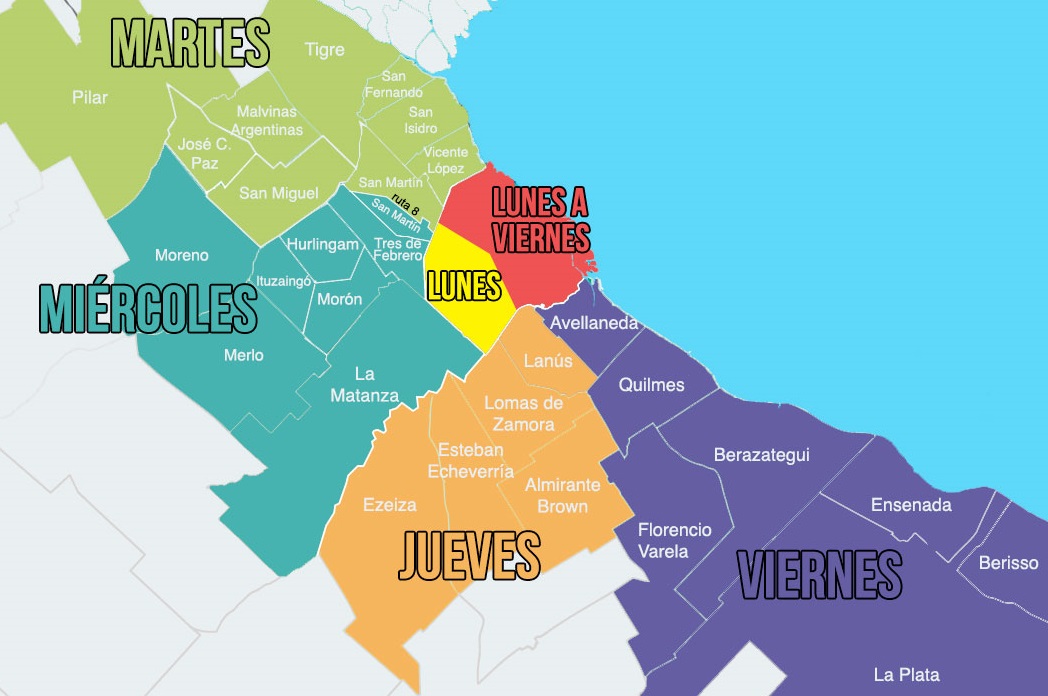 MARTES
Tigre
Pilar
San
Fernando
San
Isidro
Malvinas
Argentinas
José C.
Paz
Vicente
López
San Miguel
San Martín
ruta 8
San Martín
LUNES A
VIERNES
Moreno
Hurlingam
Tres de
Febrero
Ituzaingó
Morón
LUNES
MIÉRCOLES
Merlo
La
Matanza
Avellaneda
Lanús
Quilmes
Lomas de
Zamora
Esteban
Echeverría
Berazategui
Ezeiza
Almirante
Brown
Ensenada
JUEVES
Florencio
Varela
VIERNES
Berisso
La Plata